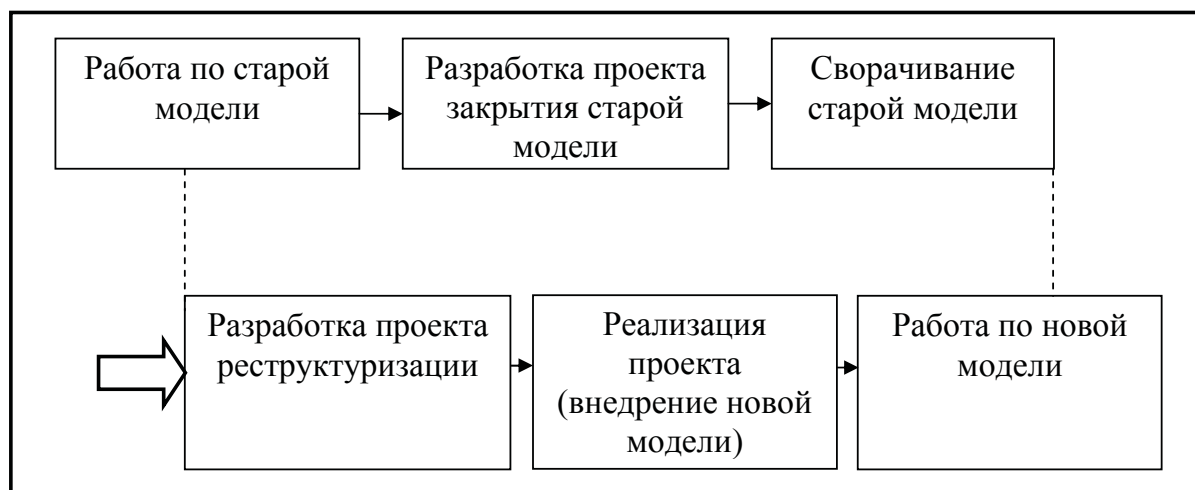 Работа по старой
модели
Разработка проекта
закрытия старой
модели
Сворачивание
старой модели
Разработка проекта
реструктуризации
Реализация
проекта
(внедрение новой
модели)
Работа по новой
модели